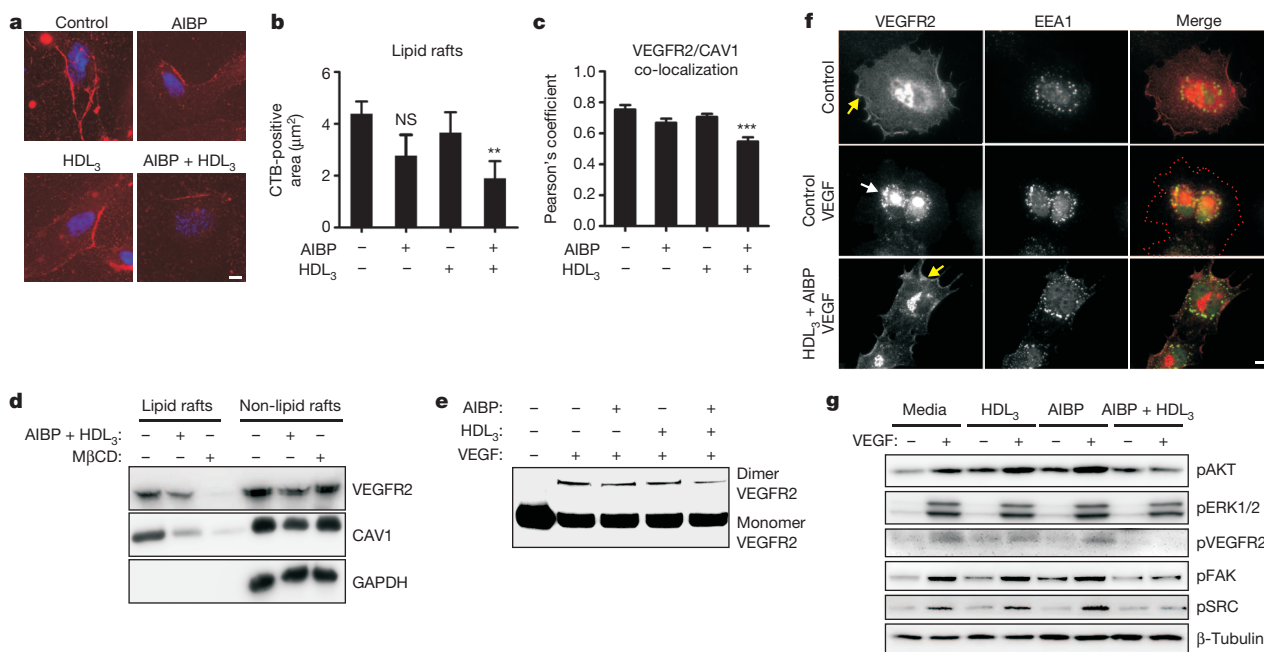 a
Control
AIBP
HDL₃
AIBP + HDL₃
b
Lipid rafts
CTB-positive
area (μm²)
6
4
2
0
NS
**
AIBP – + – +
HDL₃ – – + +
c
VEGFR2/CAV1
co-localization
Pearson's coefficient
1.0
0.8
0.6
0.4
0.2
0.0
***
AIBP – + – +
HDL₃ – – + +
d
Lipid rafts Non-lipid rafts
AIBP + HDL₃: – + – – + –
MβCD: – – + – – +
VEGFR2
CAV1
GAPDH
e
AIBP: – – + – +
HDL₃: – – – + +
VEGF: – + + + +
Dimer
VEGFR2
Monomer
VEGFR2
f
VEGFR2 EEA1 Merge
Control
Control
VEGF
HDL₃ + AIBP
VEGF
g
Media HDL₃ AIBP AIBP + HDL₃
VEGF: – + – + – + – +
pAKT
pERK1/2
pVEGFR2
pFAK
pSRC
β-Tubulin